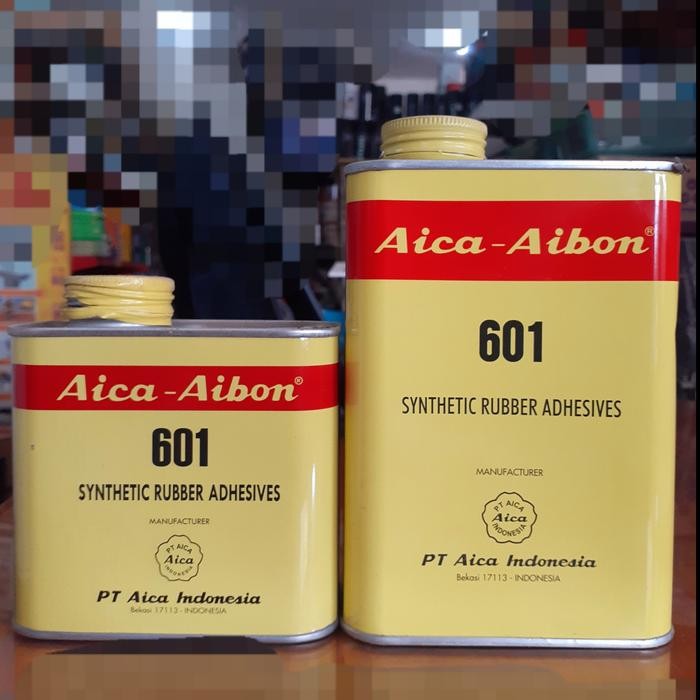 Aica-Aibon®
601
SYNTHETIC RUBBER ADHESIVES
MANUFACTURER
PT AICA
Aica
INDONESIA
PT Aica Indonesia
Bekasi 17113 - INDONESIA
Aica-Aibon®
601
SYNTHETIC RUBBER ADHESIVES
MANUFACTURER
PT AICA
Aica
INDONESIA
PT Aica Indonesia
Bekasi 17113 - INDONESIA